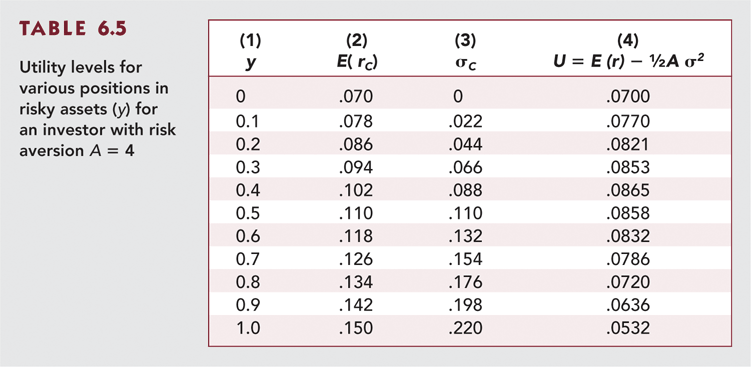 TABLE 6.5
Utility levels for
various positions in
risky assets (y) for
an investor with risk
aversion A = 4
(1) (2) (3) (4)
y E( rC) σC U = E (r) – ½A σ²
0 .070 0 .0700
0.1 .078 .022 .0770
0.2 .086 .044 .0821
0.3 .094 .066 .0853
0.4 .102 .088 .0865
0.5 .110 .110 .0858
0.6 .118 .132 .0832
0.7 .126 .154 .0786
0.8 .134 .176 .0720
0.9 .142 .198 .0636
1.0 .150 .220 .0532